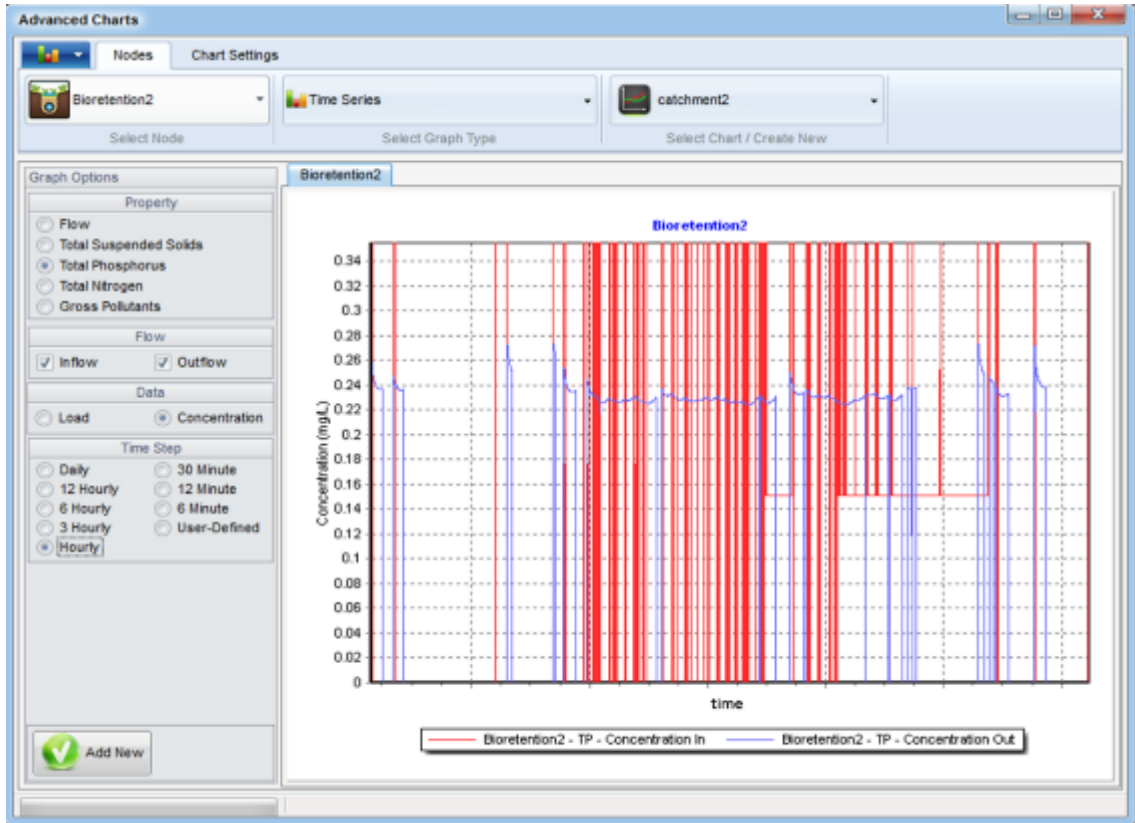 Advanced Charts
Nodes Chart Settings
Bioretention2 Time Series catchment2
Select Node Select Graph Type Select Chart / Create New
Graph Options
Property
Flow
Total Suspended Solids
Total Phosphorus
Total Nitrogen
Gross Pollutants
Flow
Inflow Outflow
Data
Load Concentration
Time Step
Daily 30 Minute
12 Hourly 12 Minute
6 Hourly 6 Minute
3 Hourly User-Defined
Hourly
Add New
Bioretention2
Bioretention2
Concentration (mg/L)
0.34
0.32
0.3
0.28
0.26
0.24
0.22
0.2
0.18
0.16
0.14
0.12
0.1
0.08
0.06
0.04
0.02
0
time
Bioretention2 - TP - Concentration In Bioretention2 - TP - Concentration Out